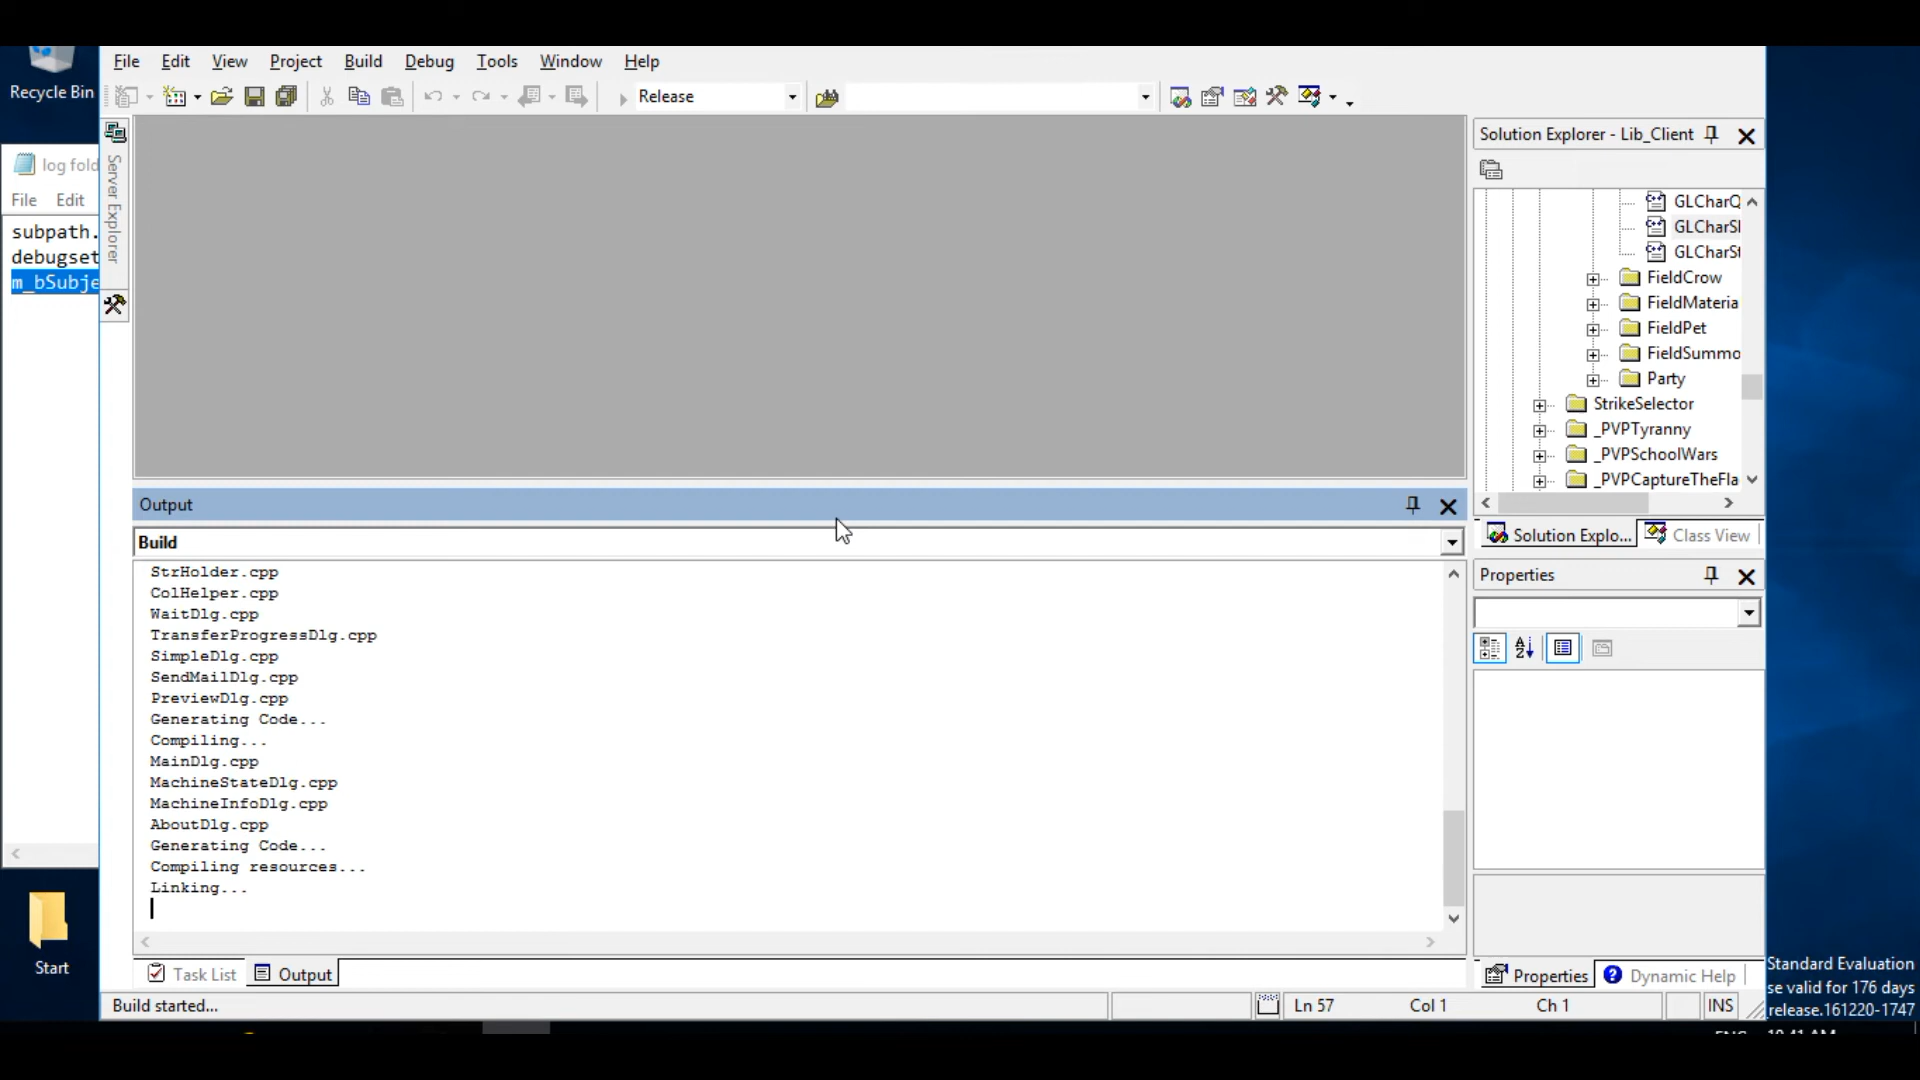 Recycle Bin
File Edit View Project Build Debug Tools Window Help
Release
Server Explorer
log fold
File Edit
subpath.
debugset
m_bSubje
Start
Solution Explorer - Lib_Client
GLCharQ
GLCharSl
GLCharSt
FieldCrow
FieldMateria
FieldPet
FieldSummo
Party
StrikeSelector
_PVPTyranny
_PVPSchoolWars
_PVPCaptureTheFla
Solution Explo... Class View
Properties
Output
Build
StrHolder.cpp
ColHelper.cpp
WaitDlg.cpp
TransferProgressDlg.cpp
SimpleDlg.cpp
SendMailDlg.cpp
PreviewDlg.cpp
Generating Code...
Compiling...
MainDlg.cpp
MachineStateDlg.cpp
MachineInfoDlg.cpp
AboutDlg.cpp
Generating Code...
Compiling resources...
Linking...
Task List Output
Properties Dynamic Help
Build started...
Ln 57 Col 1 Ch 1 INS
Standard Evaluation
se valid for 176 days
release.161220-1747